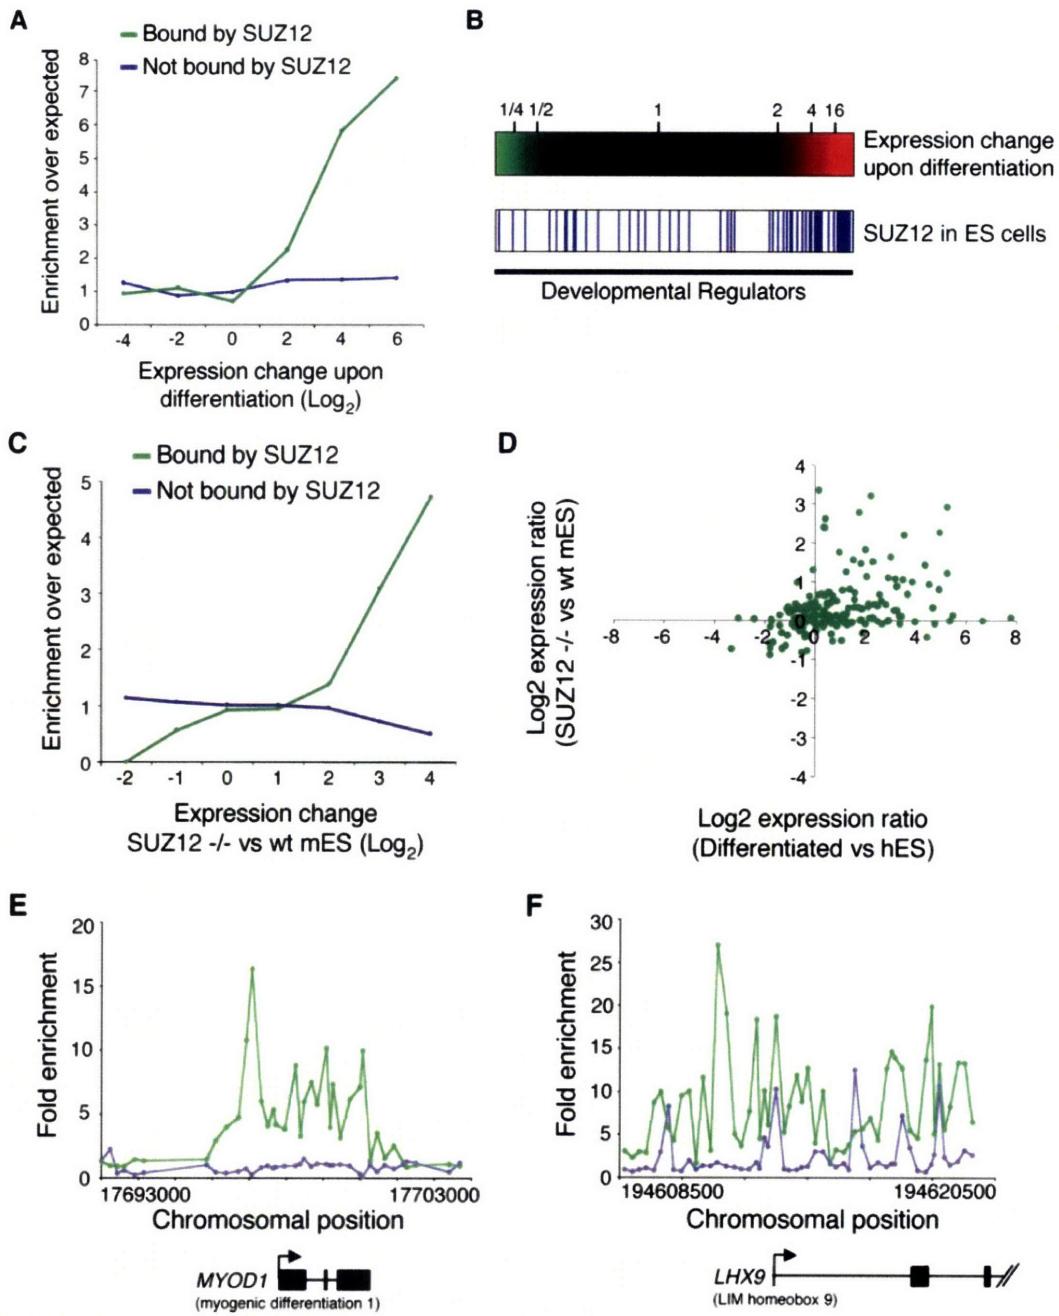 A
Bound by SUZ12
Not bound by SUZ12
Enrichment over expected
8
7
6
5
4
3
2
1
0
-4 -2 0 2 4 6
Expression change upon
differentiation (Log2)
B
1/4 1/2 1 2 4 16
Expression change
upon differentiation
SUZ12 in ES cells
Developmental Regulators
C
Bound by SUZ12
Not bound by SUZ12
Enrichment over expected
5
4
3
2
1
0
-2 -1 0 1 2 3 4
Expression change
SUZ12 -/- vs wt mES (Log2)
D
Log2 expression ratio
(SUZ12 -/- vs wt mES)
4
3
2
1
0
-1
-2
-3
-4
-8 -6 -4 -2 0 2 4 6 8
Log2 expression ratio
(Differentiated vs hES)
E
Fold enrichment
20
15
10
5
0
17693000 17703000
Chromosomal position
MYOD1
(myogenic differentiation 1)
F
Fold enrichment
30
25
20
15
10
5
0
194608500 194620500
Chromosomal position
LHX9
(LIM homeobox 9)